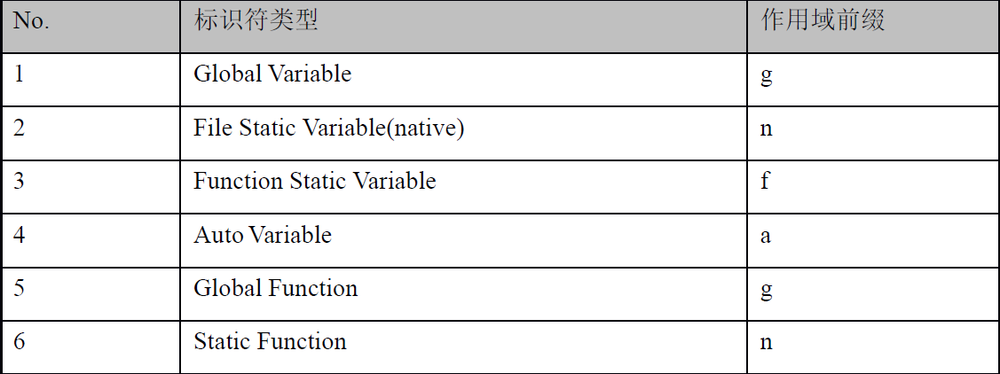 No. 标识符类型 作用域前缀
1 Global Variable g
2 File Static Variable(native) n
3 Function Static Variable f
4 Auto Variable a
5 Global Function g
6 Static Function n